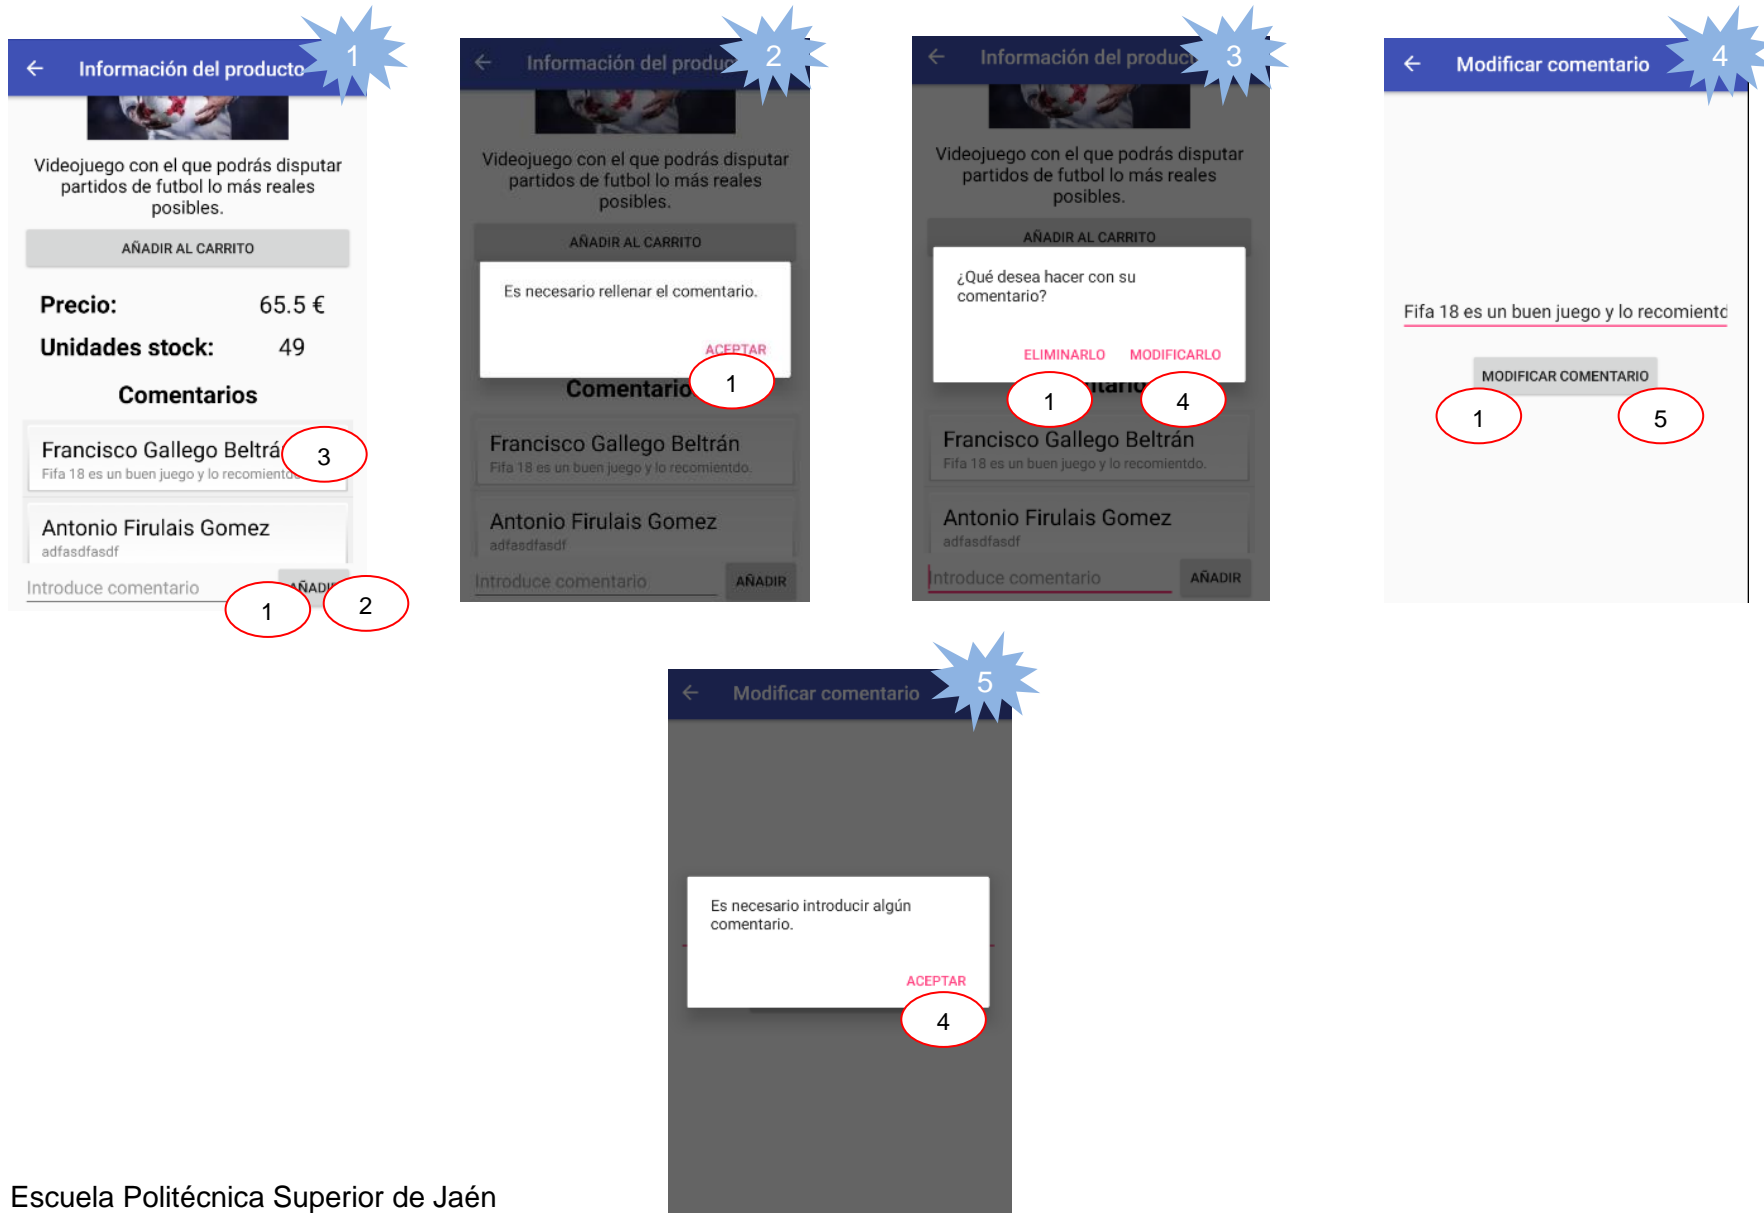 1
Información del producto
Videojuego con el que podrás disputar
partidos de futbol lo más reales
posibles.
AÑADIR AL CARRITO
Precio: 65.5 €
Unidades stock: 49
Comentarios
Francisco Gallego Beltrá
3
Fifa 18 es un buen juego y lo recomientdo
Antonio Firulais Gomez
adfasdfasdf
Introduce comentario
AÑADI
1
2
2
Información del produc
Videojuego con el que podrás disputar
partidos de futbol lo más reales
posibles.
AÑADIR AL CARRITO
Es necesario rellenar el comentario.
ACEPTAR
1
Comentario
Francisco Gallego Beltrán
Fifa 18 es un buen juego y lo recomientdo.
Antonio Firulais Gomez
adfasdfasdf
Introduce comentario
AÑADIR
3
Información del produc
Videojuego con el que podrás disputar
partidos de futbol lo más reales
posibles.
AÑADIR AL CARRITO
¿Qué desea hacer con su
comentario?
ELIMINARLO MODIFICARLO
1
4
ntario
Francisco Gallego Beltrán
Fifa 18 es un buen juego y lo recomientdo.
Antonio Firulais Gomez
adfasdfasdf
Introduce comentario
AÑADIR
4
Modificar comentario
Fifa 18 es un buen juego y lo recomientd
MODIFICAR COMENTARIO
1
5
5
Modificar comentario
Es necesario introducir algún
comentario.
ACEPTAR
4
Escuela Politécnica Superior de Jaén